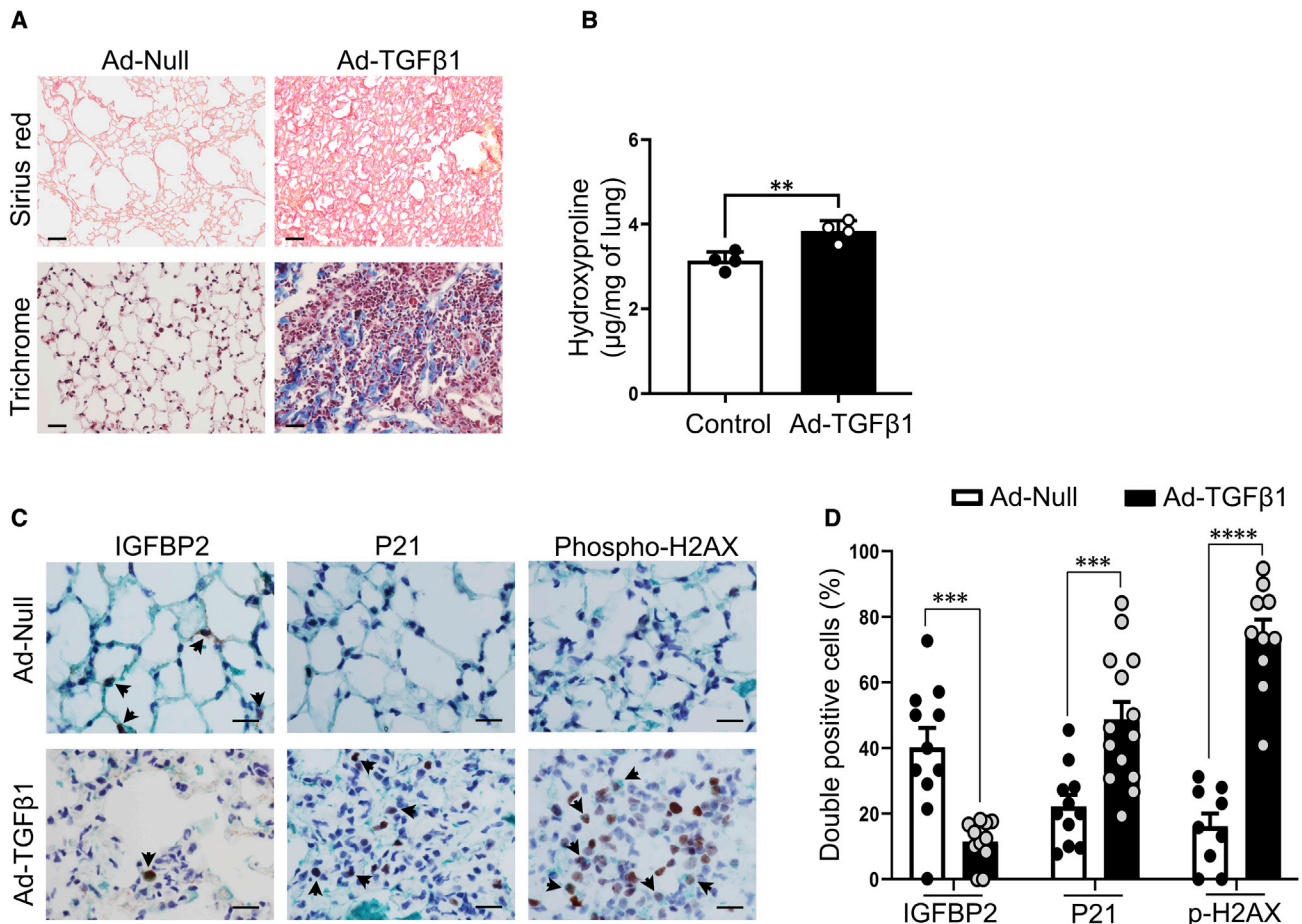 A
Ad-Null
Ad-TGFβ1
Sirius red
Trichrome
B
Hydroxyproline
(µg/mg of lung)
6
4
2
0
**
Control
Ad-TGFβ1
C
IGFBP2
P21
Phospho-H2AX
Ad-Null
Ad-TGFβ1
D
Ad-Null
Ad-TGFβ1
Double positive cells (%)
100
80
60
40
20
0
***
***
****
IGFBP2
P21
p-H2AX